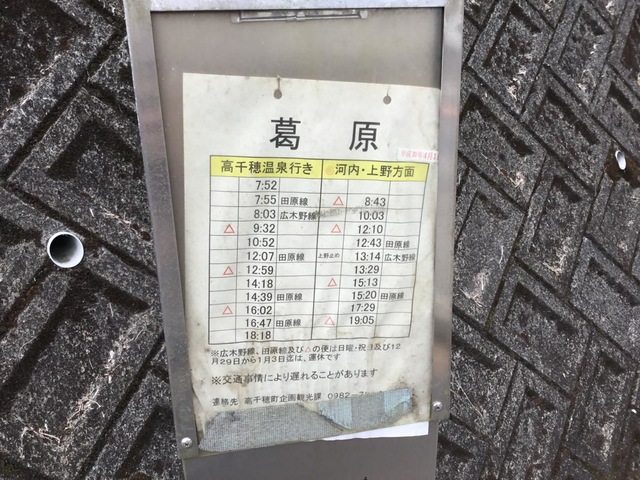 葛原
高千穂温泉行き 河内・上野方面
7:52
7:55 田原線 △ 8:43
8:03 広木野線 10:03
△ 9:32 △ 12:10
10:52 12:43 田原線
12:07 田原線 上野止め 13:14 広木野線
△ 12:59 13:29
14:18 △ 15:13
14:39 田原線 15:20 田原線
△ 16:02 17:29
16:47 田原線 △ 19:05
18:18
※広木野線、田原線及び△の便は日曜・祝日及び12
月29日から1月3日迄は、運休です
※交通事情により遅れることがあります
連絡先 高千穂町企画観光課 0982-7